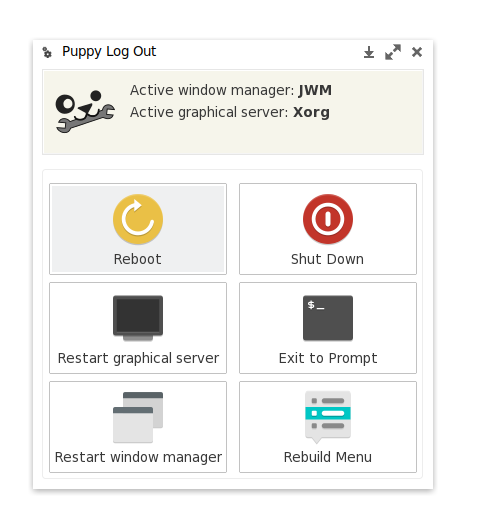 Puppy Log Out
Active window manager: JWM
Active graphical server: Xorg
Reboot
Shut Down
$_
Restart graphical server
Exit to Prompt
Restart window manager
Rebuild Menu